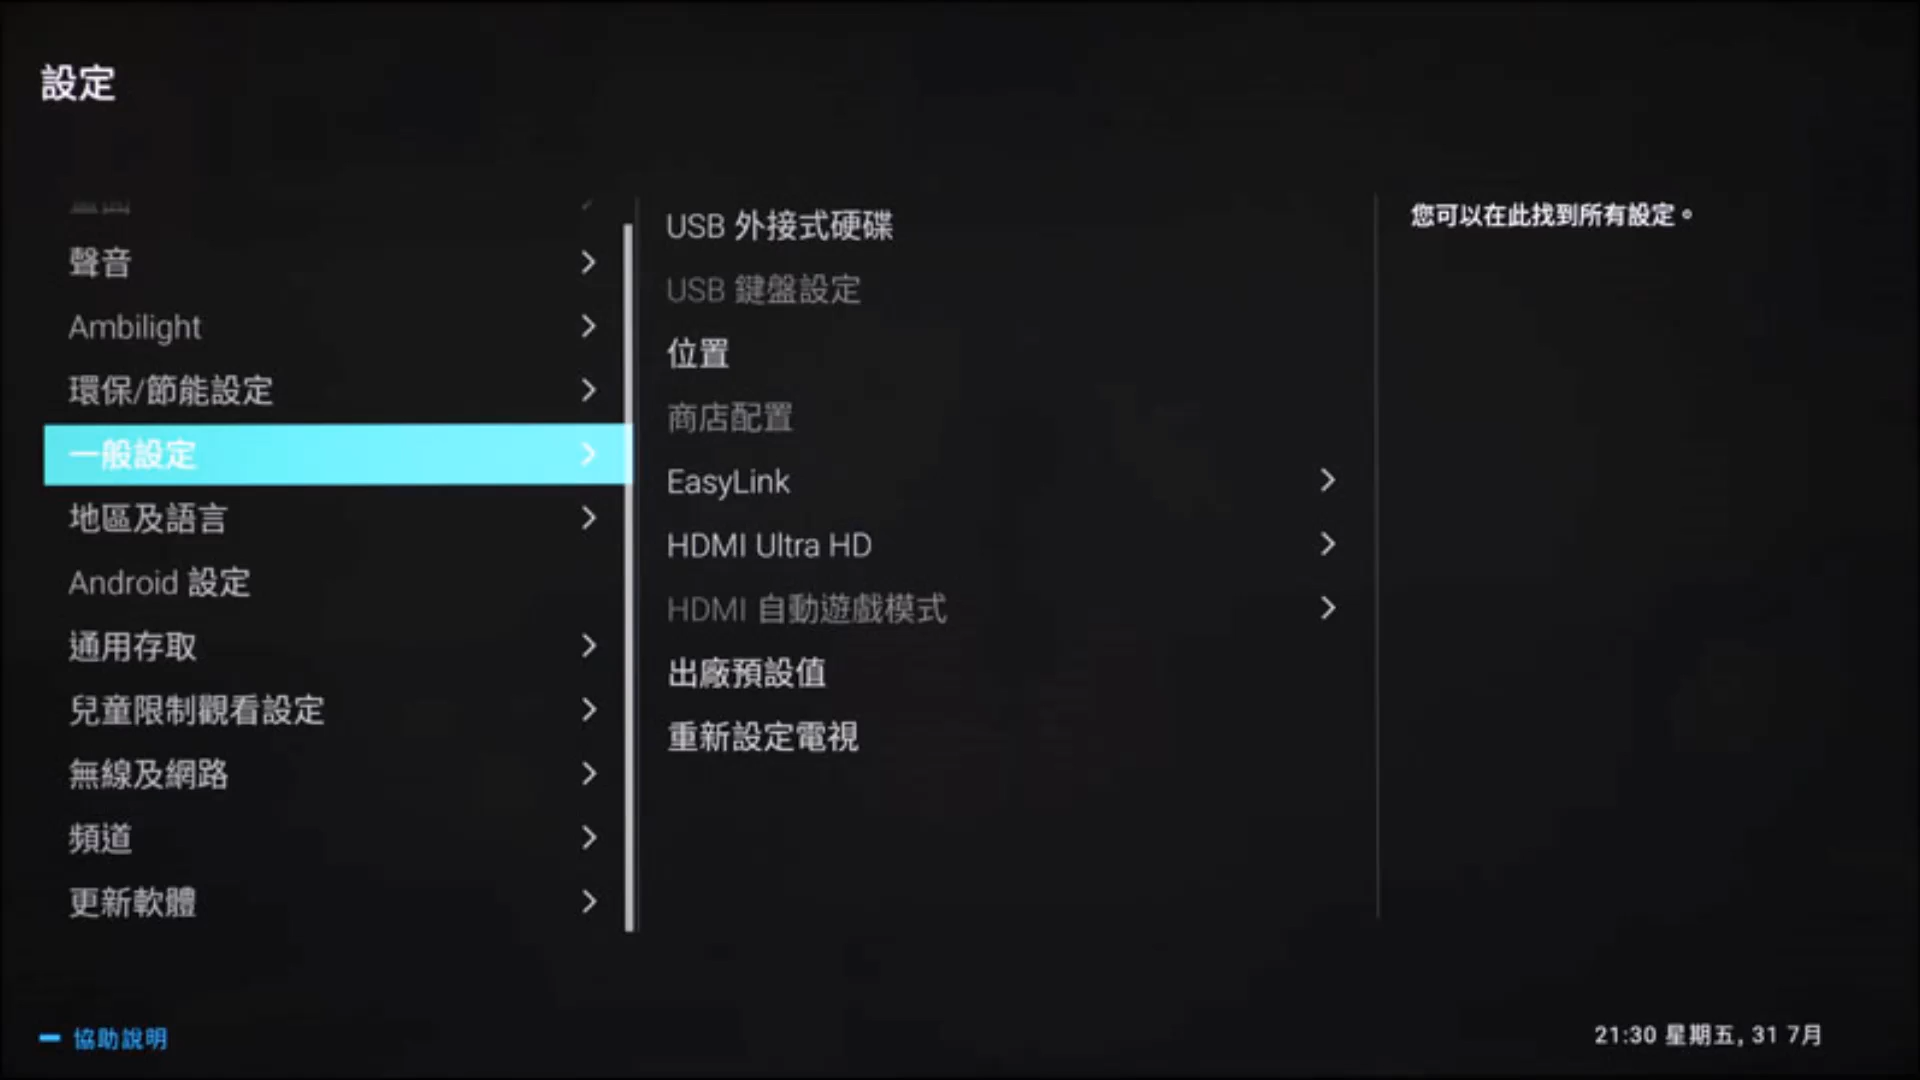 設定
聲音
Ambilight
環保/節能設定
一般設定
地區及語言
Android 設定
通用存取
兒童限制觀看設定
無線及網路
頻道
更新軟體
USB 外接式硬碟
USB 鍵盤設定
位置
商店配置
EasyLink
HDMI Ultra HD
HDMI 自動遊戲模式
出廠預設值
重新設定電視
您可以在此找到所有設定。
協助說明
21:30 星期五, 31 7月